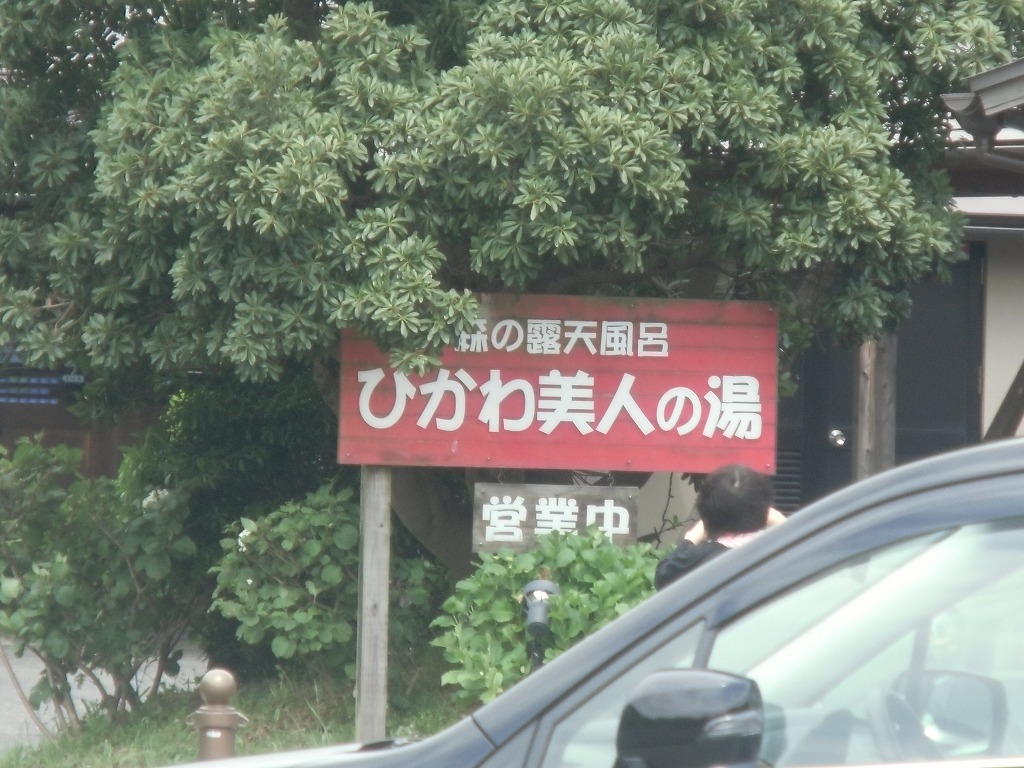 森の露天風呂
ひかわ美人の湯
営業中